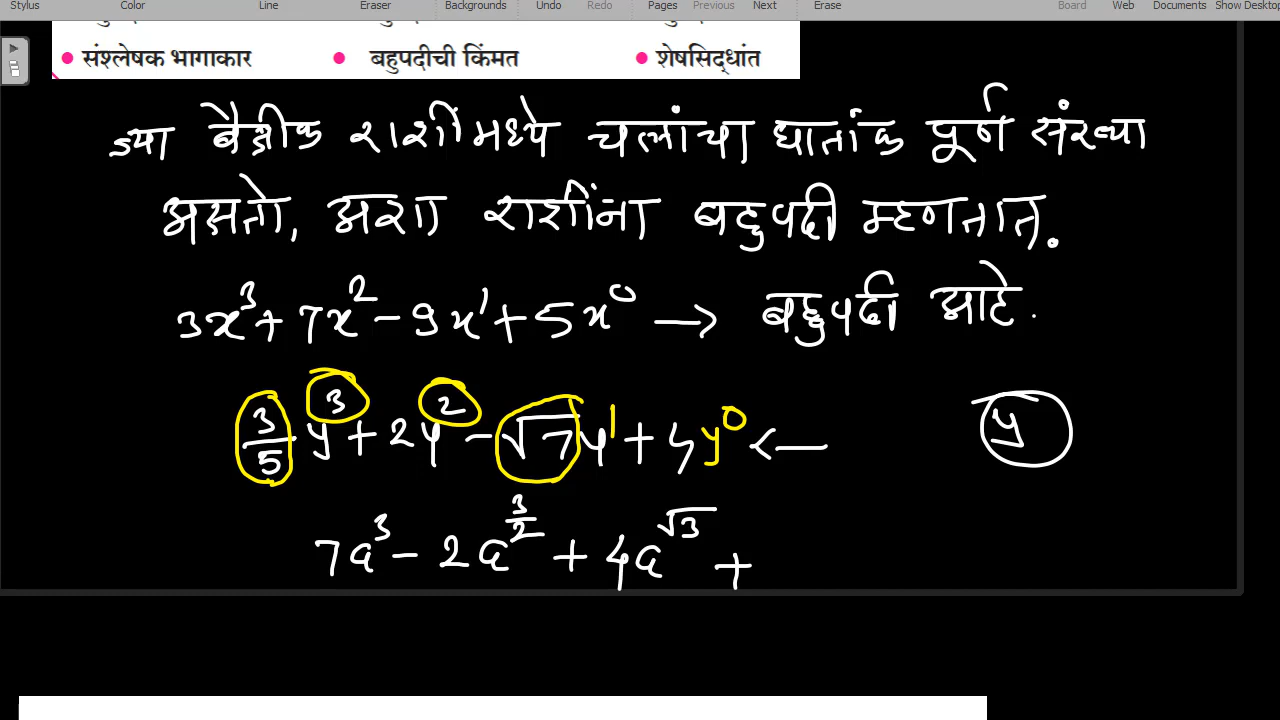 Stylus Color Line Eraser Backgrounds Undo Redo Pages Previous Next Erase Board Web Documents Show Desktop
• संश्लेषक भागाकार • बहुपदीची किंमत • शेषसिद्धांत
ज्या बैजीक राशींमध्ये चलांचा घातांक पूर्ण संख्या
असतो, अशा राशींना बहुपदी म्हणतात.
3x³ + 7x² - 9x¹ + 5x⁰ → बहुपदी आहे.
3/5 y³ + 2y² - √7 y¹ + 5y⁰ ← y
7a³ - 2a^(3/2) + 4a^(√3) +